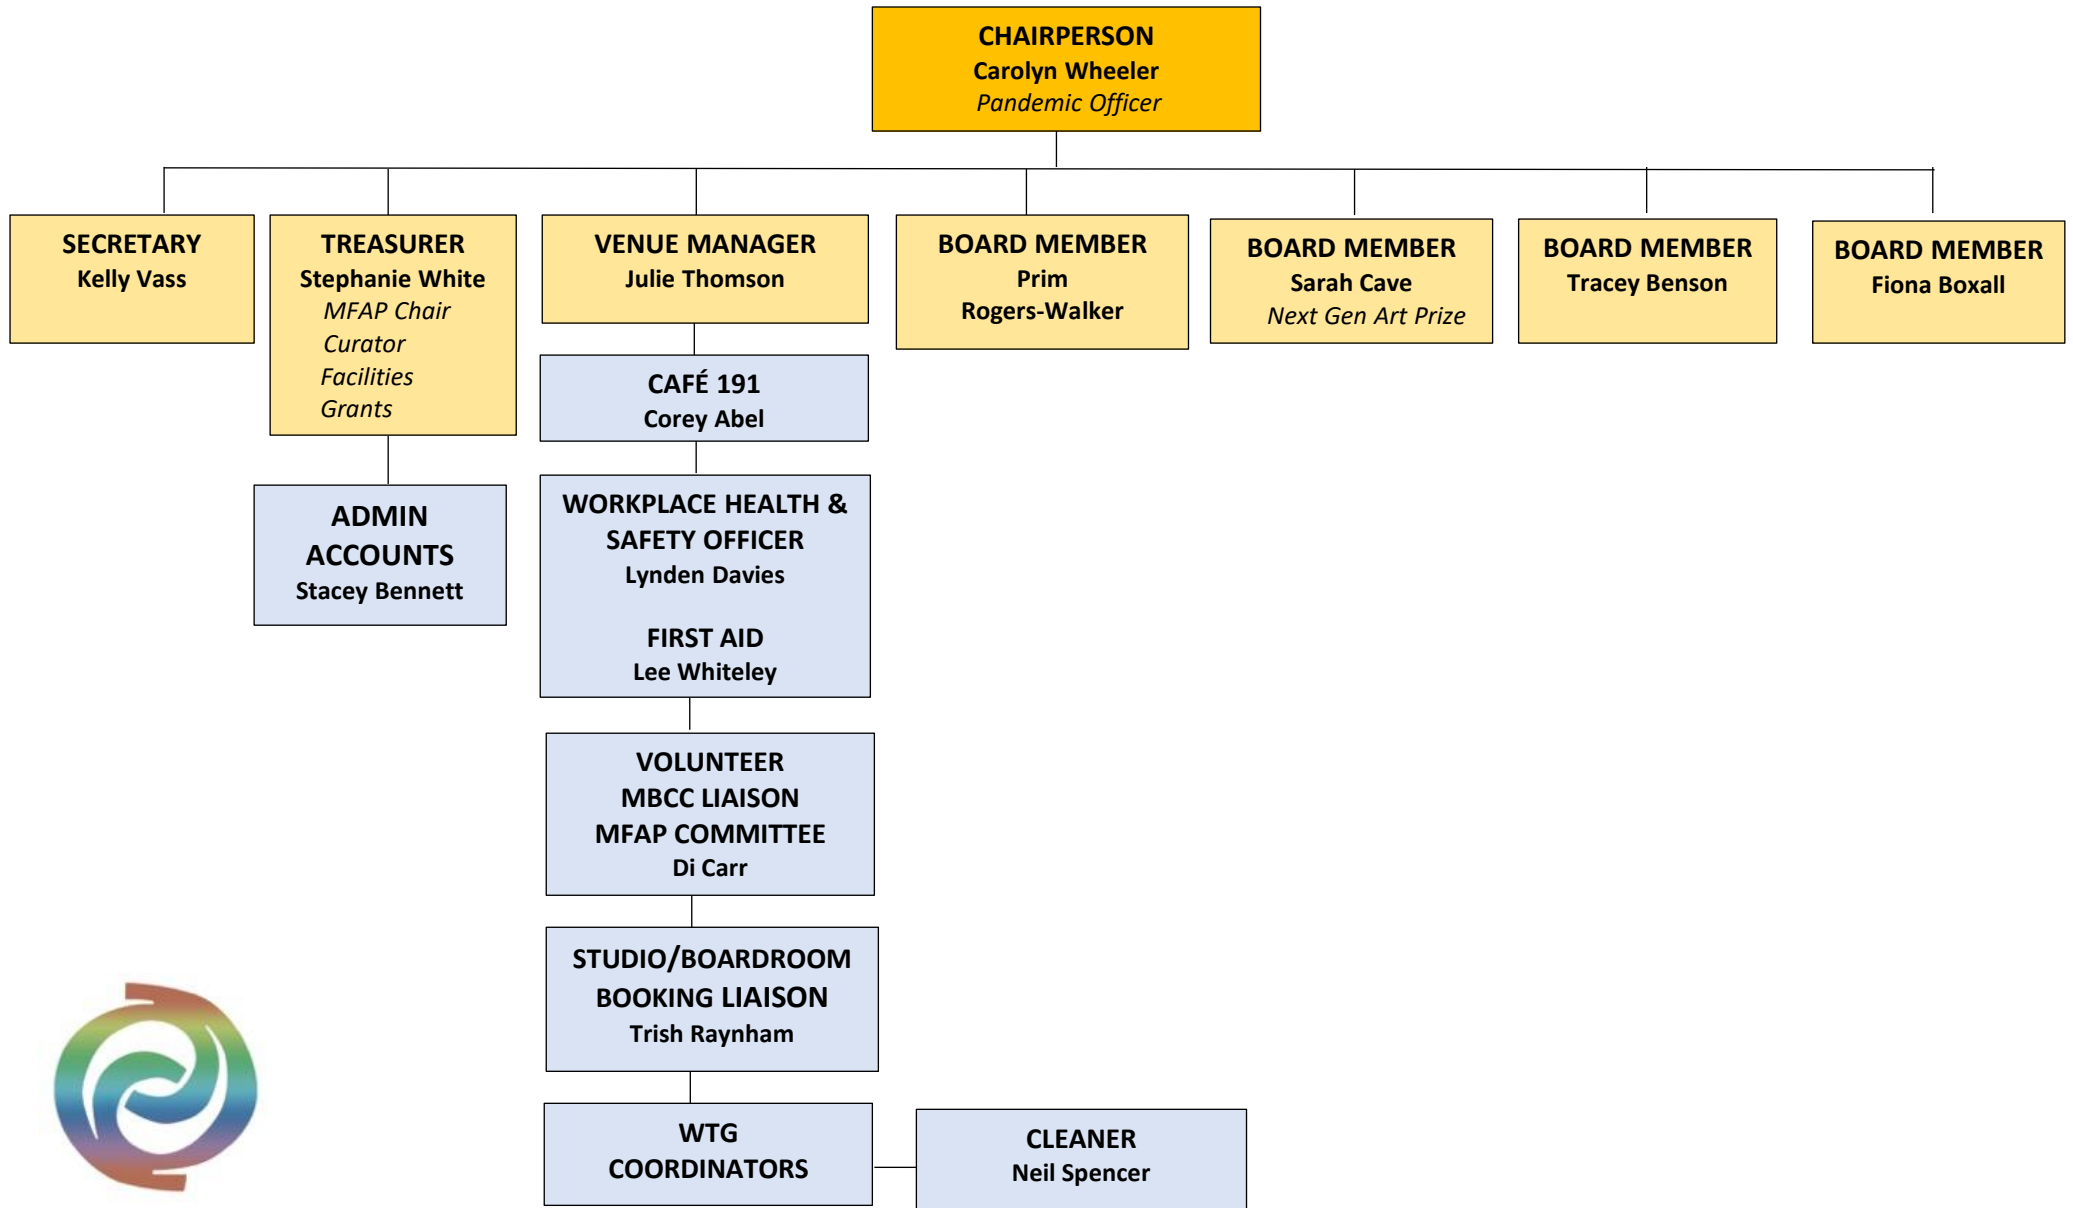 CHAIRPERSON
Carolyn Wheeler
Pandemic Officer
SECRETARY
Kelly Vass
TREASURER
Stephanie White
MFAP Chair
Curator
Facilities
Grants
VENUE MANAGER
Julie Thomson
BOARD MEMBER
Prim
Rogers-Walker
BOARD MEMBER
Sarah Cave
Next Gen Art Prize
BOARD MEMBER
Tracey Benson
BOARD MEMBER
Fiona Boxall
ADMIN
ACCOUNTS
Stacey Bennett
CAFÉ 191
Corey Abel
WORKPLACE HEALTH &
SAFETY OFFICER
Lynden Davies
FIRST AID
Lee Whiteley
VOLUNTEER
MBCC LIAISON
MFAP COMMITTEE
Di Carr
STUDIO/BOARDROOM
BOOKING LIAISON
Trish Raynham
WTG
COORDINATORS
CLEANER
Neil Spencer